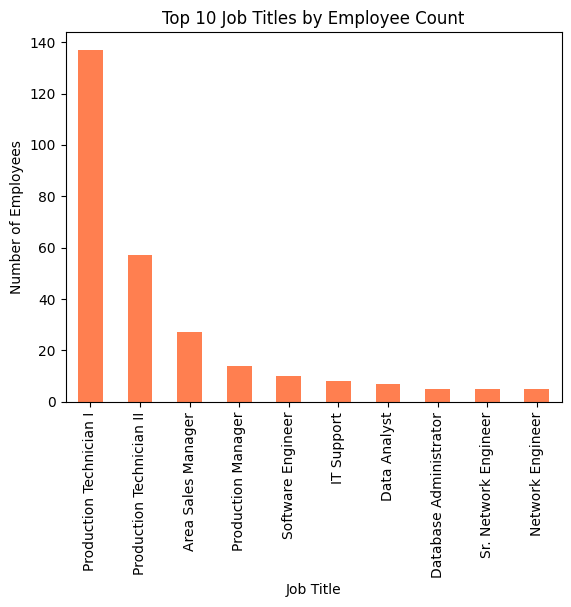 Top 10 Job Titles by Employee Count
140
120
100
80
60
40
20
0
Number of Employees
Production Technician I
Production Technician II
Area Sales Manager
Production Manager
Software Engineer
IT Support
Data Analyst
Database Administrator
Sr. Network Engineer
Network Engineer
Job Title